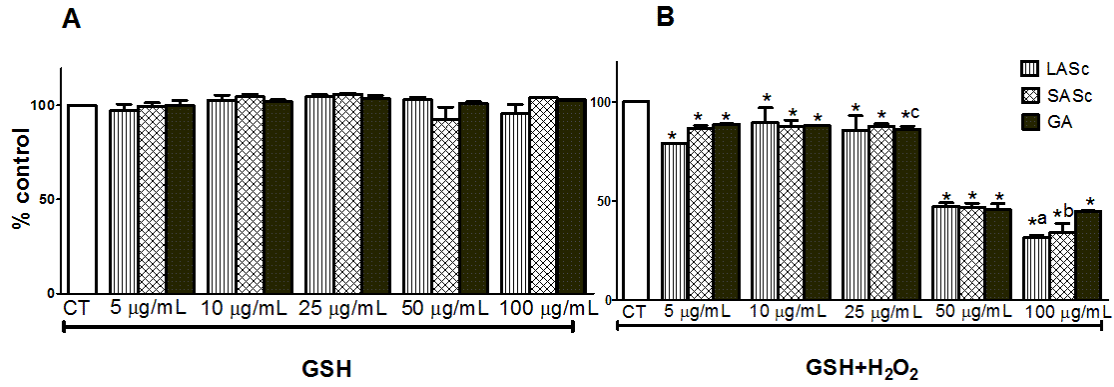 A
% control
100
50
0
CT 5 μg/mL 10 μg/mL 25 μg/mL 50 μg/mL 100 μg/mL
GSH
B
LASc
SASc
GA
100
50
0
* * * * * * * * *c * * * *a *b *
CT 5 μg/mL 10 μg/mL 25 μg/mL 50 μg/mL 100 μg/mL
GSH+H₂O₂